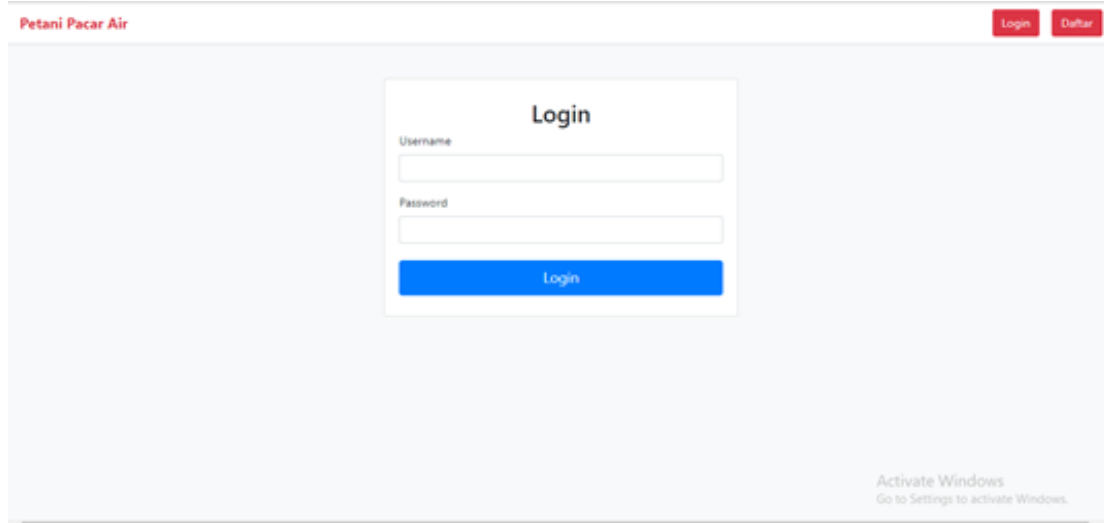 Petani Pacar Air
Login Daftar
Login
Username
Password
Login
Activate Windows
Go to Settings to activate Windows.